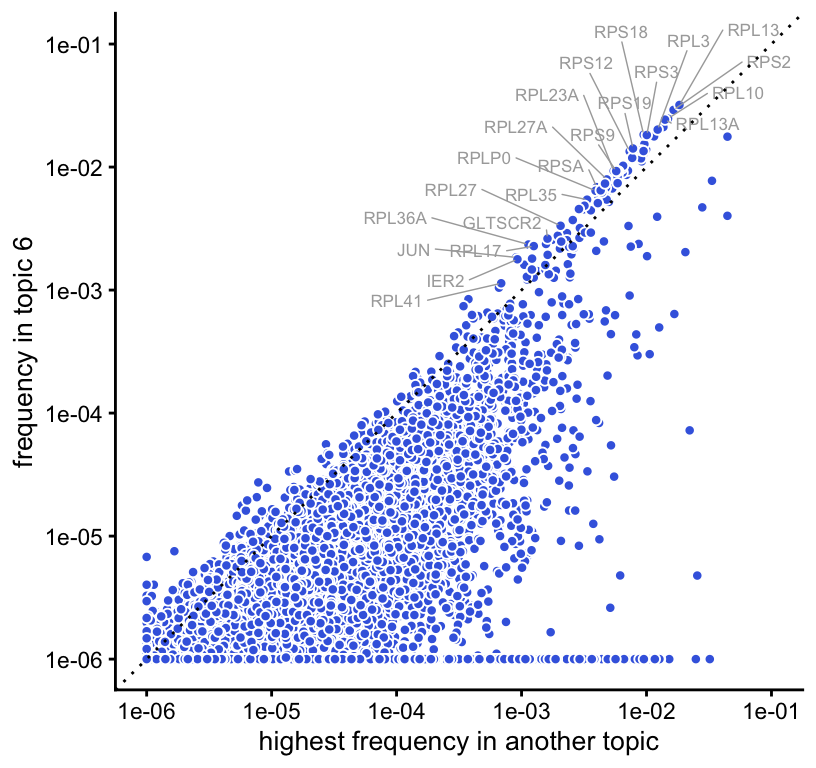 1e-01
1e-02
1e-03
1e-04
1e-05
1e-06
frequency in topic 6
RPS18
RPL13
RPL3
RPS2
RPS12
RPS3
RPL23A
RPL10
RPS19
RPL27A
RPS9
RPL13A
RPLP0
RPSA
RPL27
RPL35
RPL36A
GLTSCR2
JUN
RPL17
IER2
RPL41
1e-06 1e-05 1e-04 1e-03 1e-02 1e-01
highest frequency in another topic